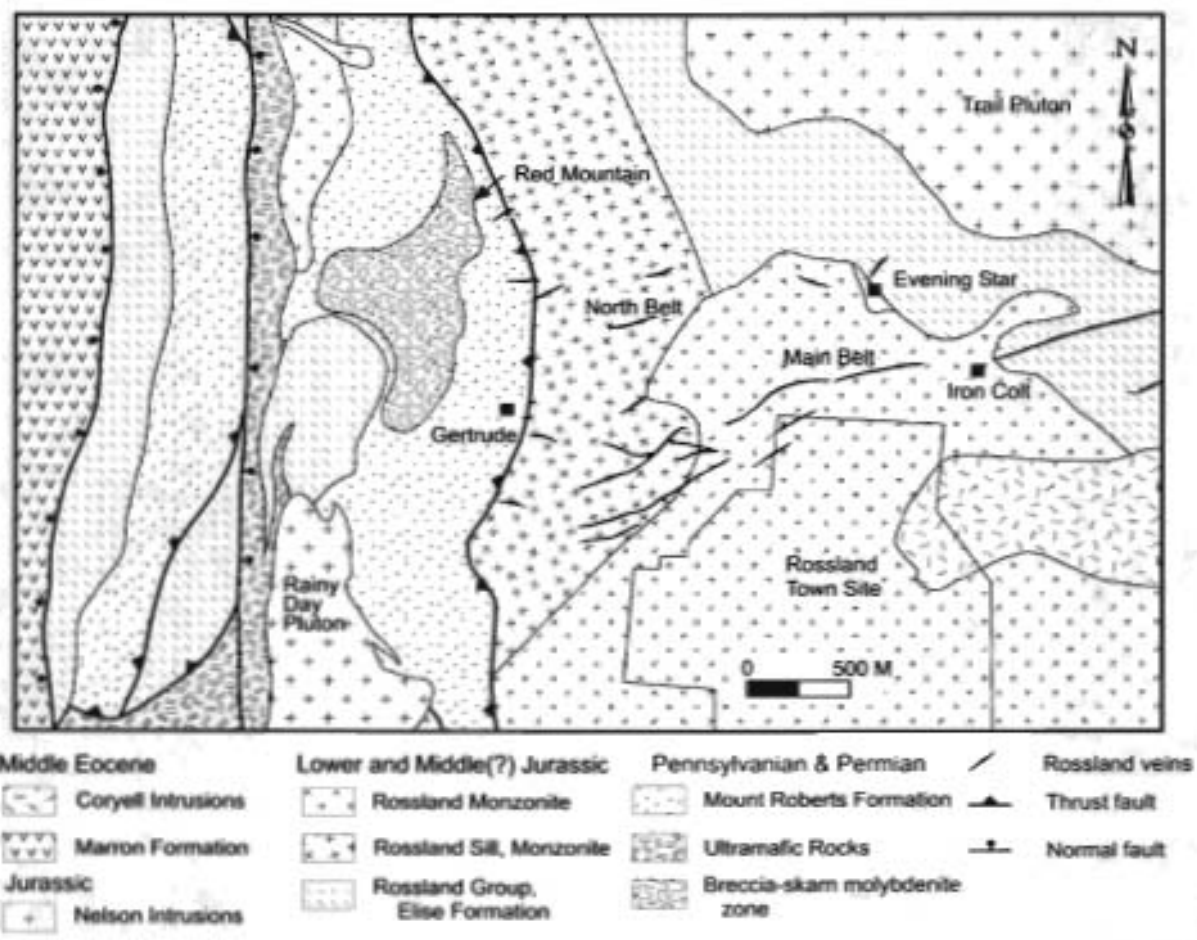 N
Trail Pluton
Red Mountain
Evening Star
North Belt
Main Belt
Iron Colt
Gertrude
Rossland
Town Site
Rainy
Day
Pluton
0 500 M
Middle Eocene
Coryell Intrusions
Marron Formation
Jurassic
Nelson Intrusions
Lower and Middle(?) Jurassic
Rossland Monzonite
Rossland Sill, Monzonite
Rossland Group,
Elise Formation
Pennsylvanian & Permian
Mount Roberts Formation
Ultramafic Rocks
Breccia-skarn molybdenite
zone
Rossland veins
Thrust fault
Normal fault